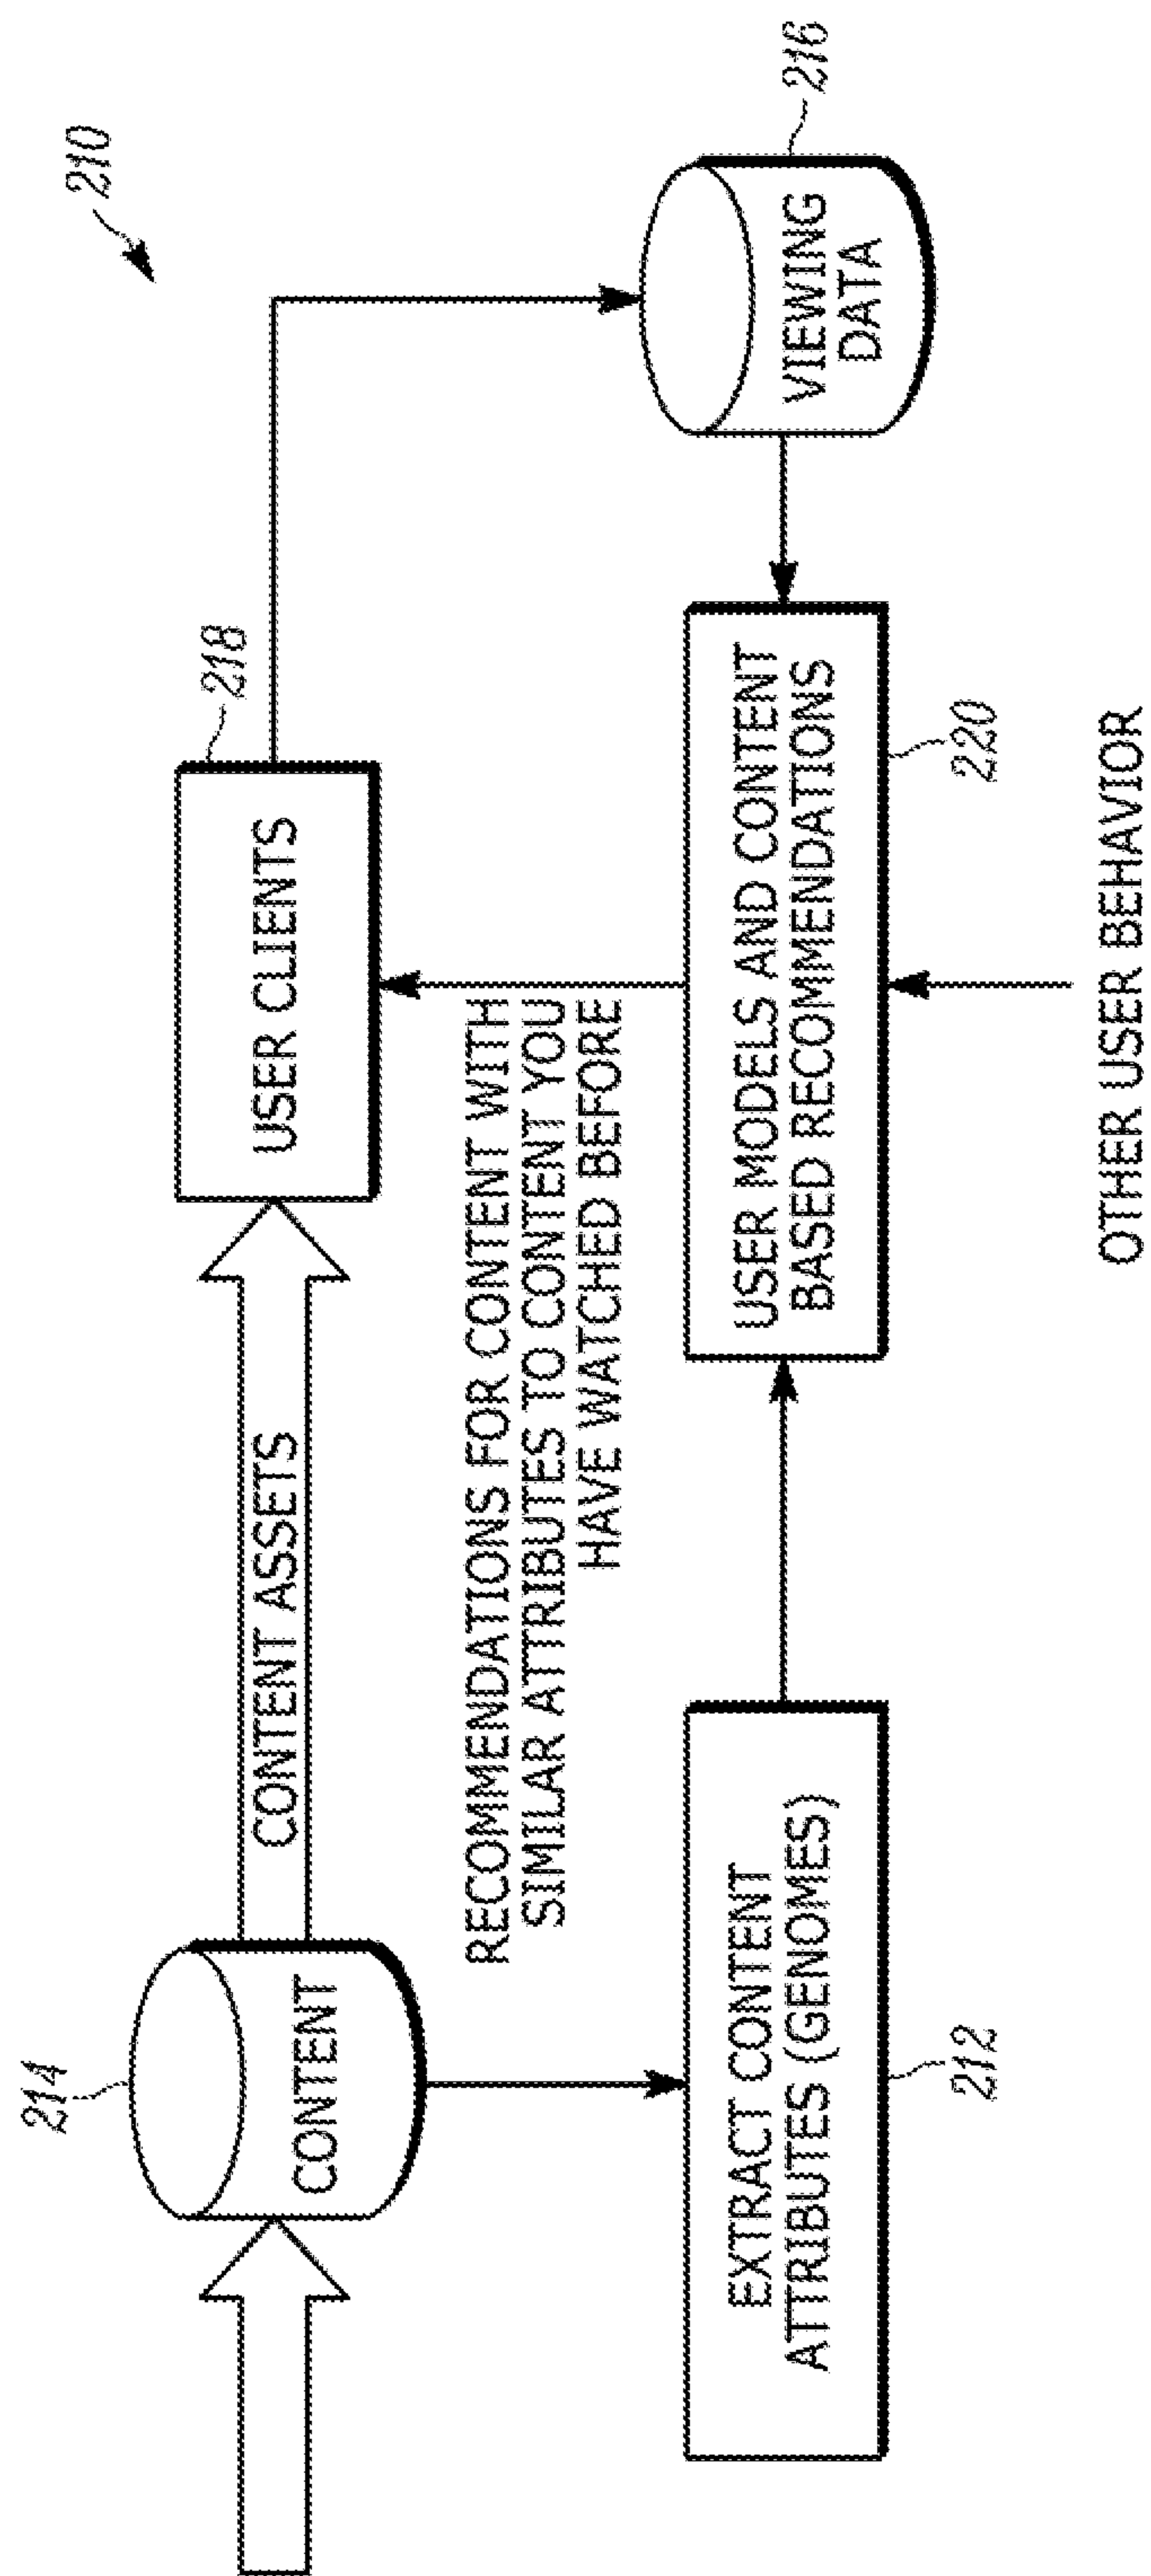 210
214
CONTENT
CONTENT ASSETS
USER CLIENTS
218
RECOMMENDATIONS FOR CONTENT WITH
SIMILAR ATTRIBUTES TO CONTENT YOU
HAVE WATCHED BEFORE
EXTRACT CONTENT
ATTRIBUTES (GENOMES)
212
USER MODELS AND CONTENT
BASED RECOMMENDATIONS
220
VIEWING
DATA
216
OTHER USER BEHAVIOR